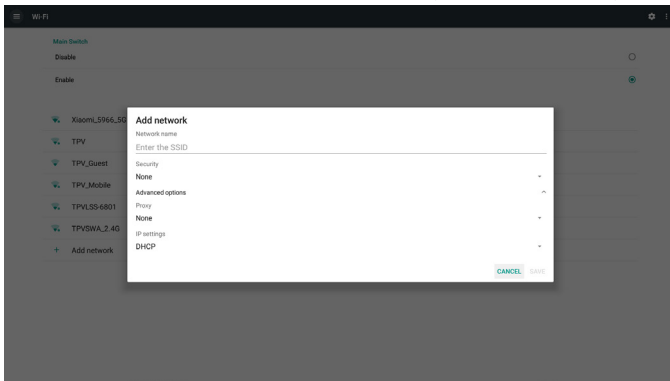 Wi-Fi
Main Switch
Disable
Enable
Xiaomi_5966_5G
TPV
TPV_Guest
TPV_Mobile
TPVLSS-6801
TPVSWA_2.4G
Add network
Add network
Network name
Enter the SSID
Security
None
Advanced options
Proxy
None
IP settings
DHCP
CANCEL SAVE